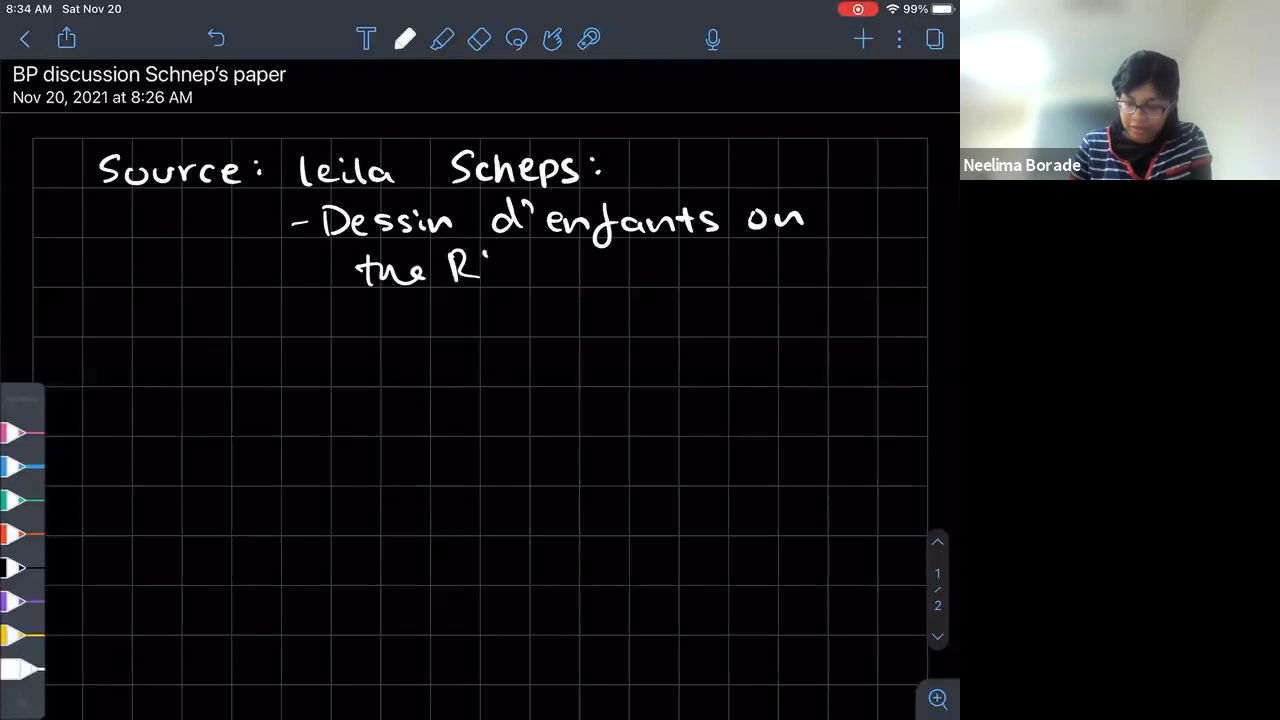 8:34 AM Sat Nov 20
99%
BP discussion Schnep's paper
Nov 20, 2021 at 8:26 AM
Source: leila Scheps:
- Dessin d'enfants on
the R
Neelima Borade
1
2